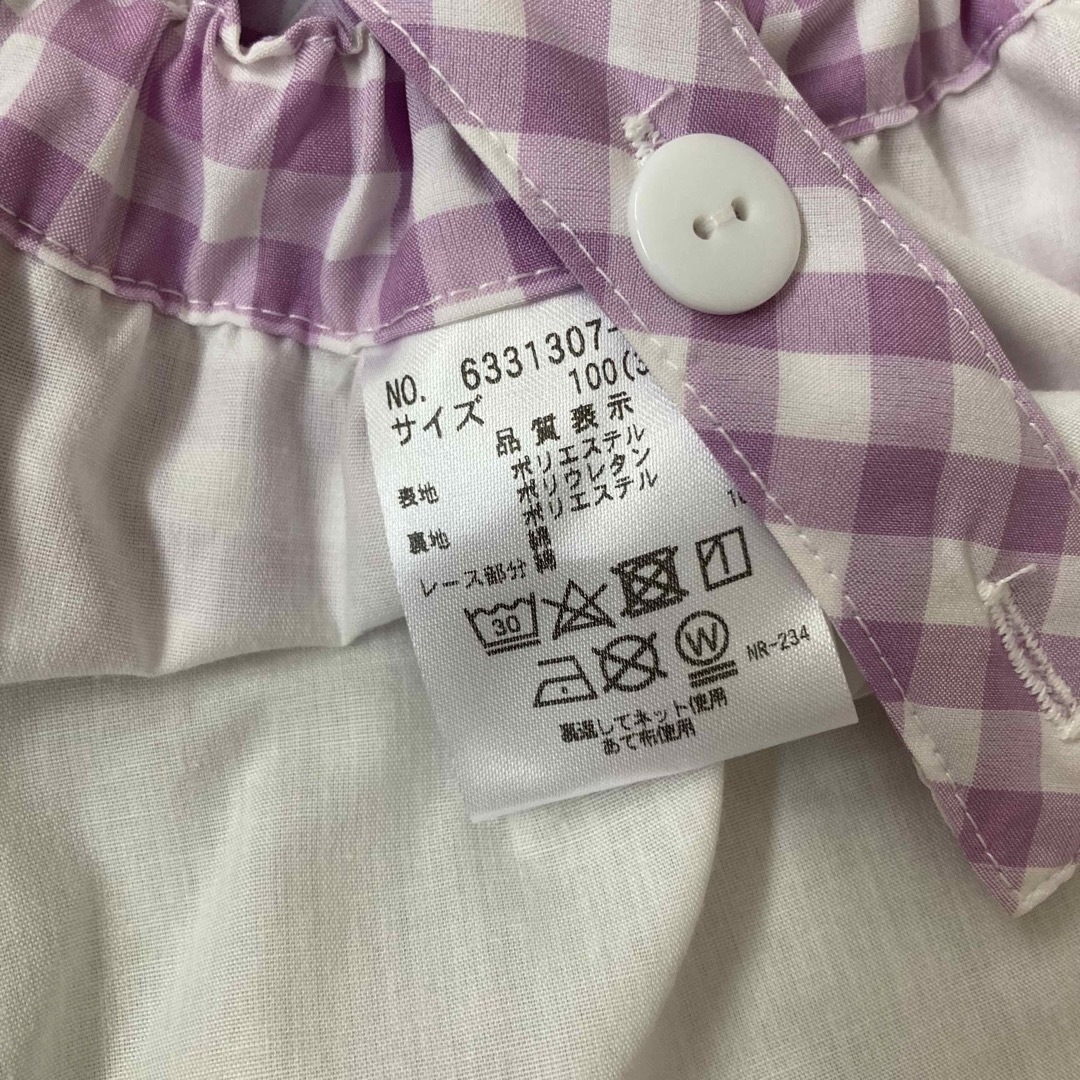 NO. 6331307-
サイズ 100(3
品質表示
表地 ポリエステル
ポリウレタン
裏地 ポリエステル
綿
レース部分 綿
30
W
NR-234
裏返してネット使用
あて布使用